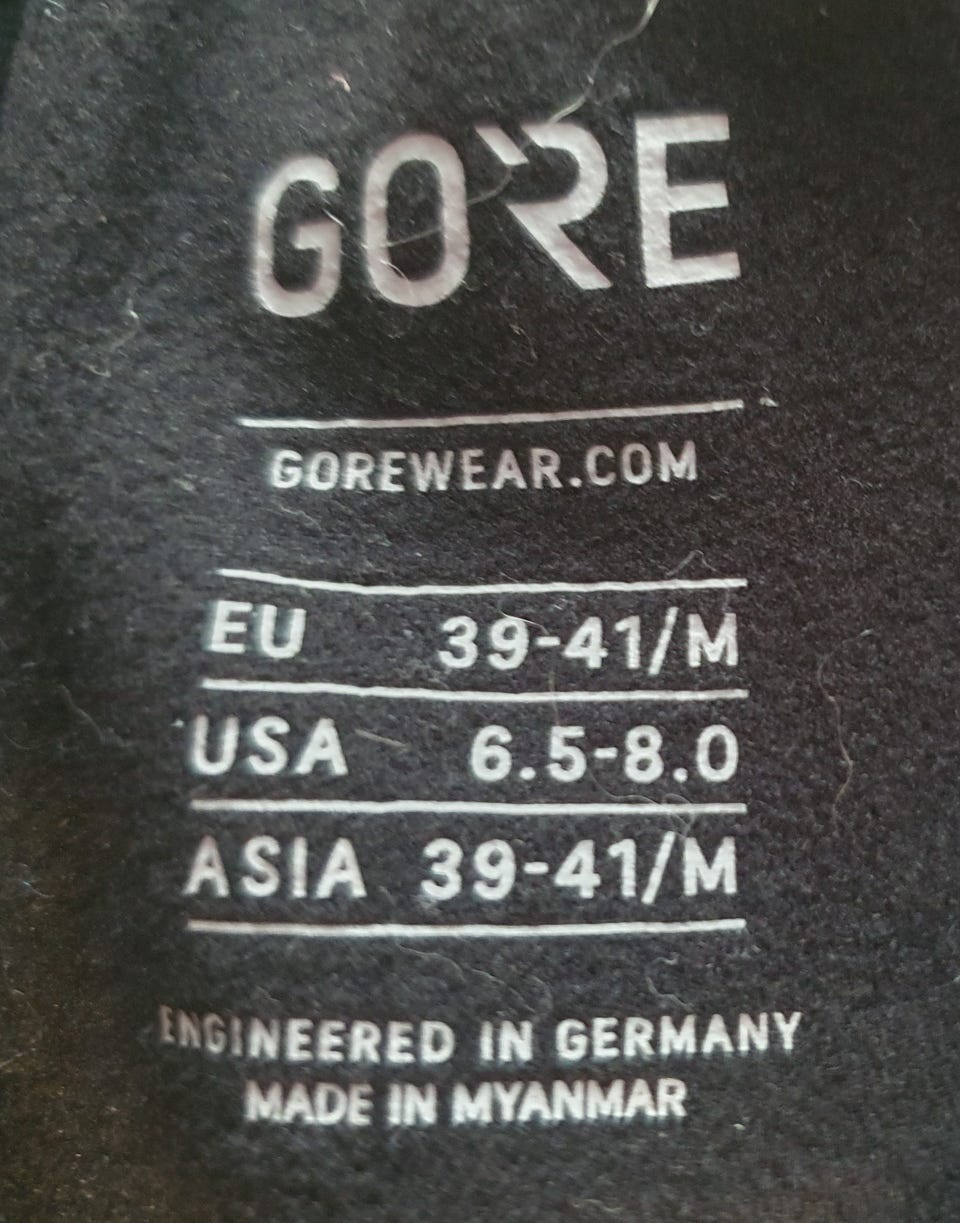 GORE
GOREWEAR.COM
EU 39-41/M
USA 6.5-8.0
ASIA 39-41/M
ENGINEERED IN GERMANY
MADE IN MYANMAR